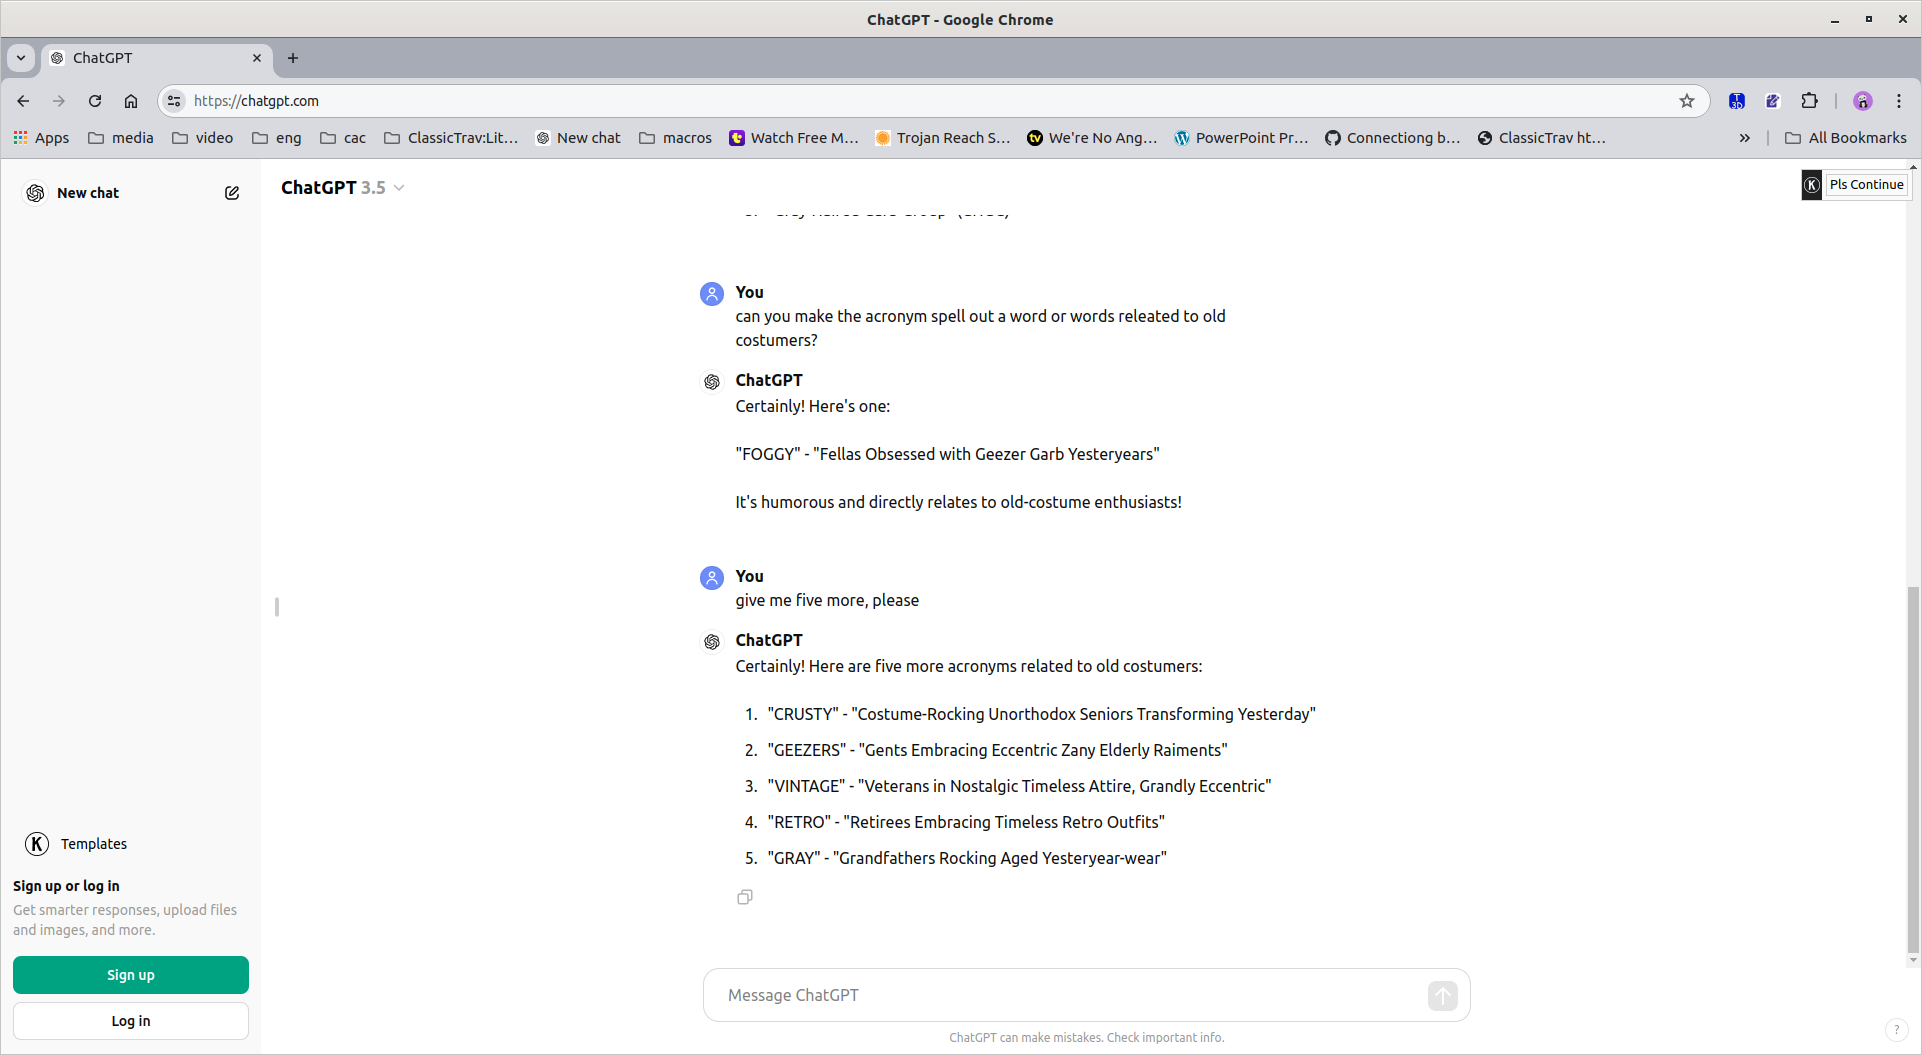 ChatGPT - Google Chrome
ChatGPT
https://chatgpt.com
Apps media video eng cac ClassicTrav:Lit... New chat macros Watch Free M... Trojan Reach S... We're No Ang... PowerPoint Pr... Connectiong b... ClassicTrav ht... » All Bookmarks
New chat
ChatGPT 3.5
Pls Continue
You
can you make the acronym spell out a word or words releated to old
costumers?
ChatGPT
Certainly! Here's one:
"FOGGY" - "Fellas Obsessed with Geezer Garb Yesteryears"
It's humorous and directly relates to old-costume enthusiasts!
You
give me five more, please
ChatGPT
Certainly! Here are five more acronyms related to old costumers:
1. "CRUSTY" - "Costume-Rocking Unorthodox Seniors Transforming Yesterday"
2. "GEEZERS" - "Gents Embracing Eccentric Zany Elderly Raiments"
3. "VINTAGE" - "Veterans in Nostalgic Timeless Attire, Grandly Eccentric"
4. "RETRO" - "Retirees Embracing Timeless Retro Outfits"
5. "GRAY" - "Grandfathers Rocking Aged Yesteryear-wear"
Templates
Sign up or log in
Get smarter responses, upload files
and images, and more.
Sign up
Log in
Message ChatGPT
ChatGPT can make mistakes. Check important info.
?